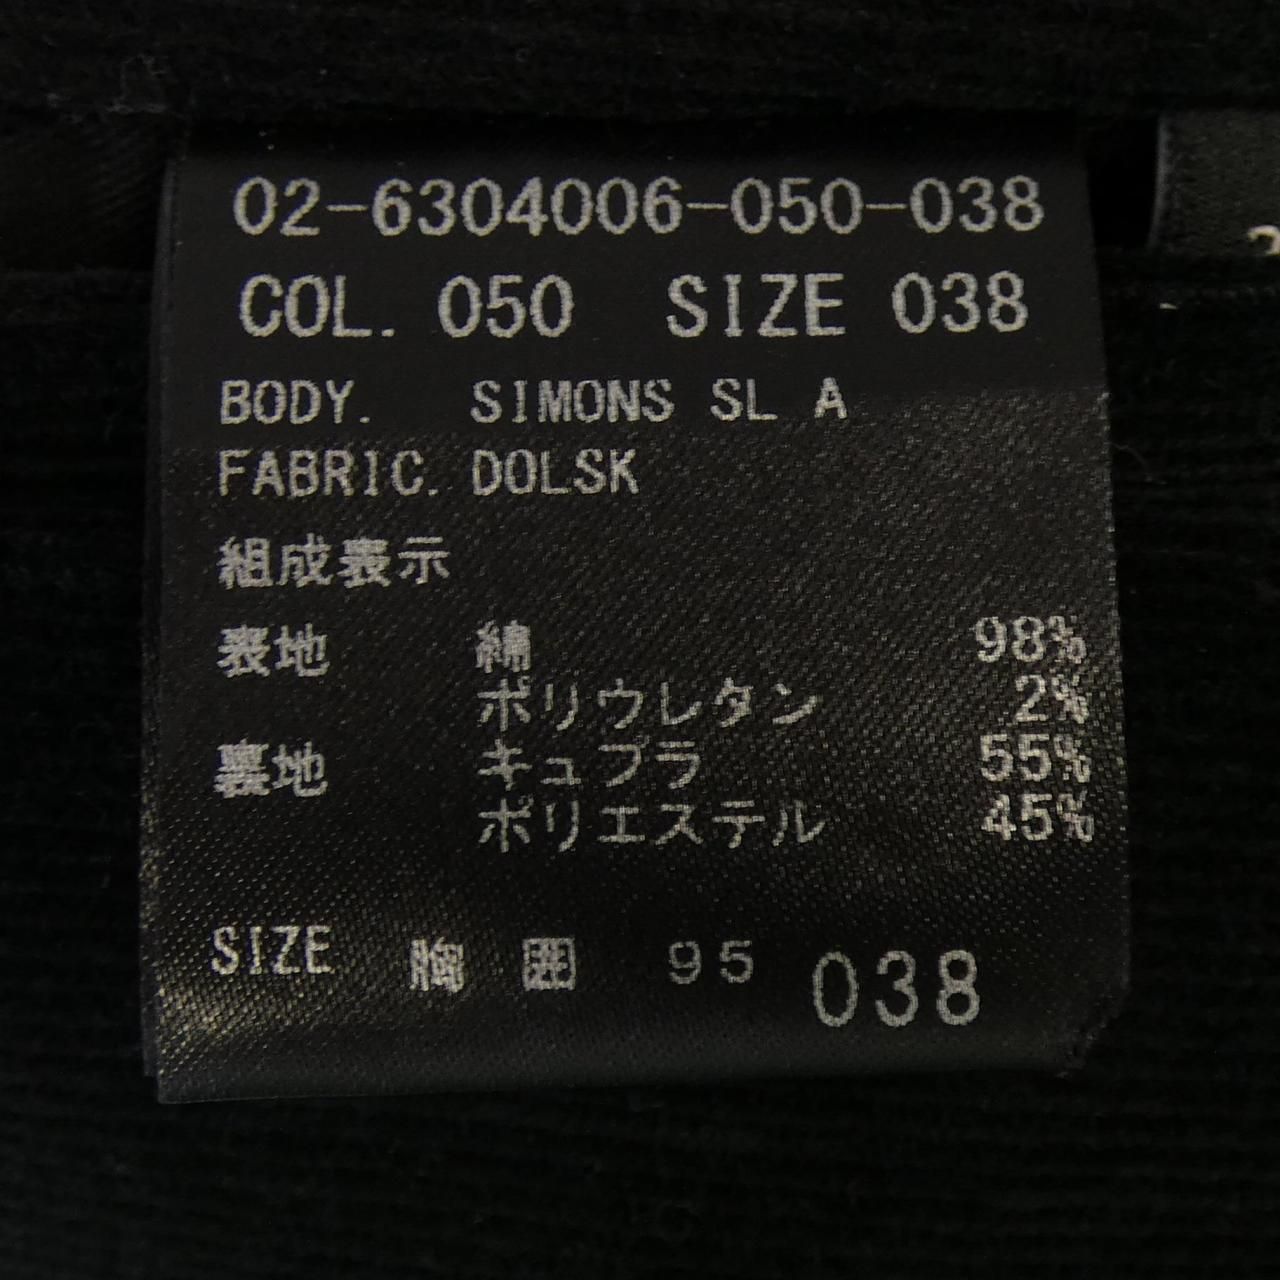 02-6304006-050-038
COL. 050 SIZE 038
BODY. SIMONS SL A
FABRIC. DOLSK
組成表示
表地 綿 98%
ポリウレタン 2%
裏地 キュプラ 55%
ポリエステル 45%
SIZE 胸囲 95 038